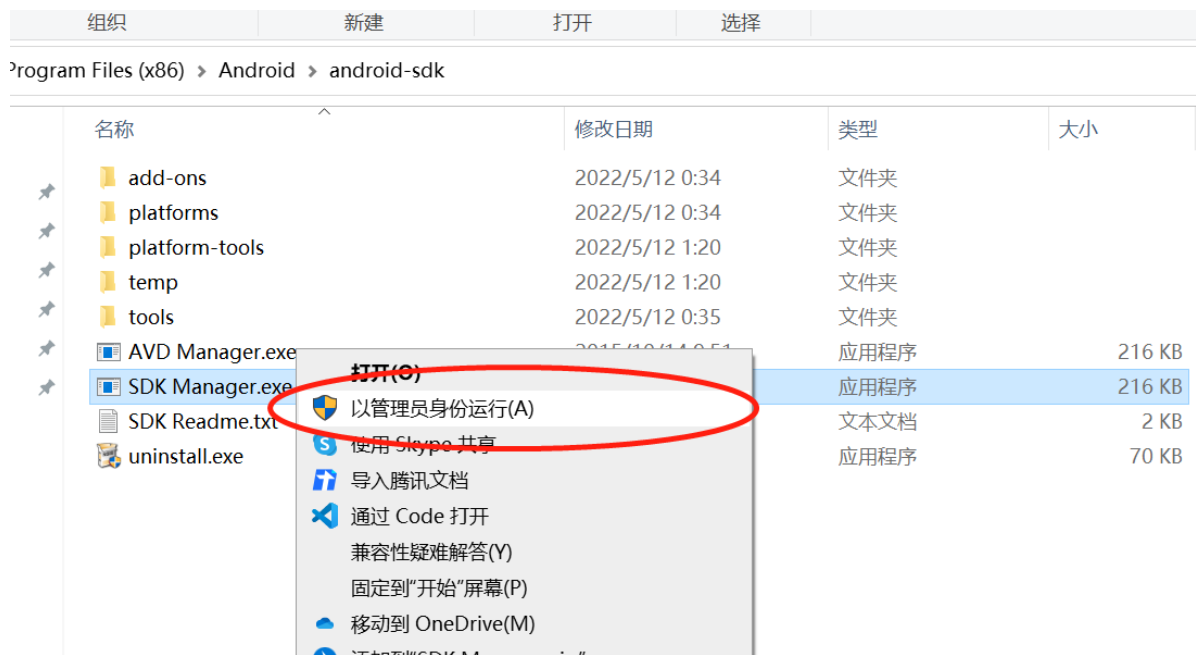 组织 新建 打开 选择
Program Files (x86) > Android > android-sdk
名称 修改日期 类型 大小
add-ons 2022/5/12 0:34 文件夹
platforms 2022/5/12 0:34 文件夹
platform-tools 2022/5/12 1:20 文件夹
temp 2022/5/12 1:20 文件夹
tools 2022/5/12 0:35 文件夹
AVD Manager.exe 2015/10/14 9:51 应用程序 216 KB
SDK Manager.exe 应用程序 216 KB
SDK Readme.txt 文本文档 2 KB
uninstall.exe 应用程序 70 KB
打开(O)
以管理员身份运行(A)
使用 Skype 共享
导入腾讯文档
通过 Code 打开
兼容性疑难解答(Y)
固定到“开始”屏幕(P)
移动到 OneDrive(M)